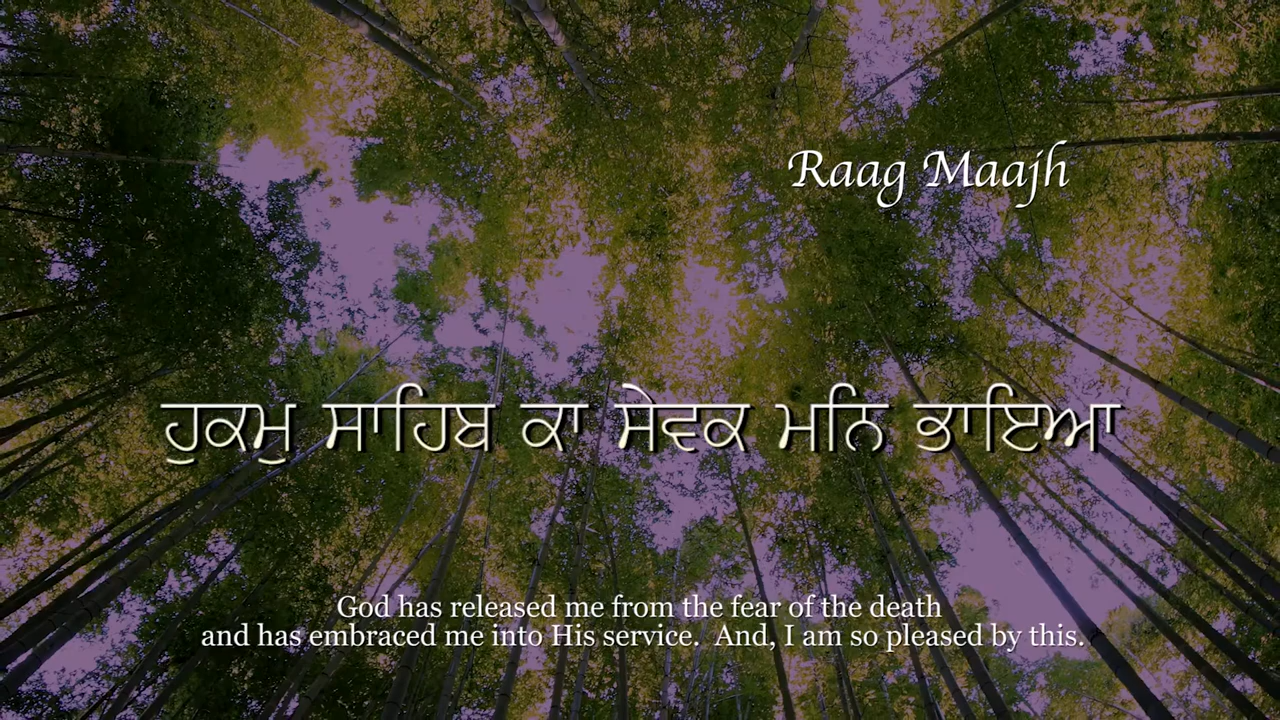 Raag Maajh
ਹੁਕਮੁ ਸਾਹਿਬ ਕਾ ਸੇਵਕ ਮਨਿ ਭਾਇਆ
God has released me from the fear of the death
and has embraced me into His service. And, I am so pleased by this.